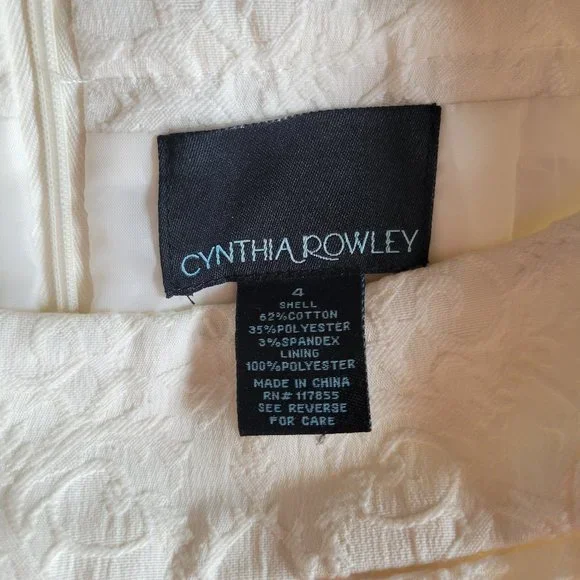 CYNTHIA ROWLEY
4
SHELL
62%COTTON
35%POLYESTER
3%SPANDEX
LINING
100%POLYESTER
MADE IN CHINA
RN# 117855
SEE REVERSE
FOR CARE